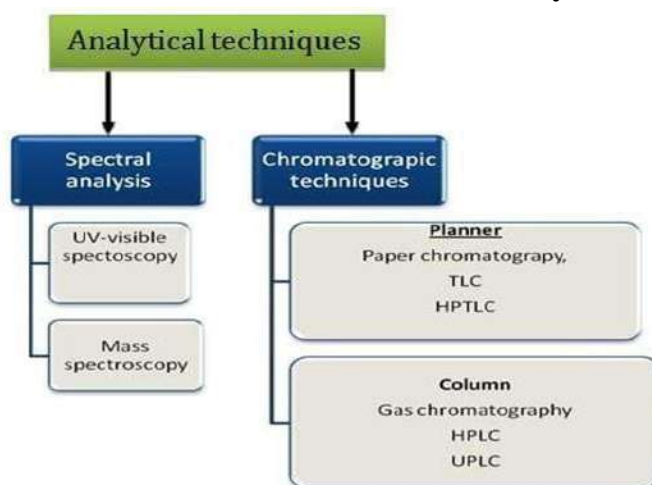 Analytical techniques
Spectral
analysis
UV-visible
spectoscopy
Mass
spectroscopy
Chromatograpic
techniques
Planner
Paper chromatograpy,
TLC
HPTLC
Column
Gas chromatography
HPLC
UPLC